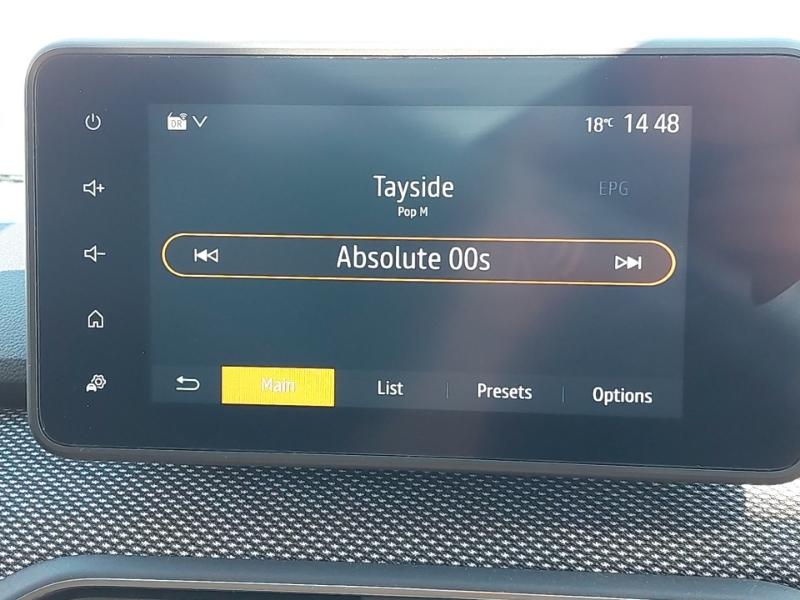 DR
18°C 14 48
Tayside
EPG
Pop M
Absolute 00s
Main
List
Presets
Options